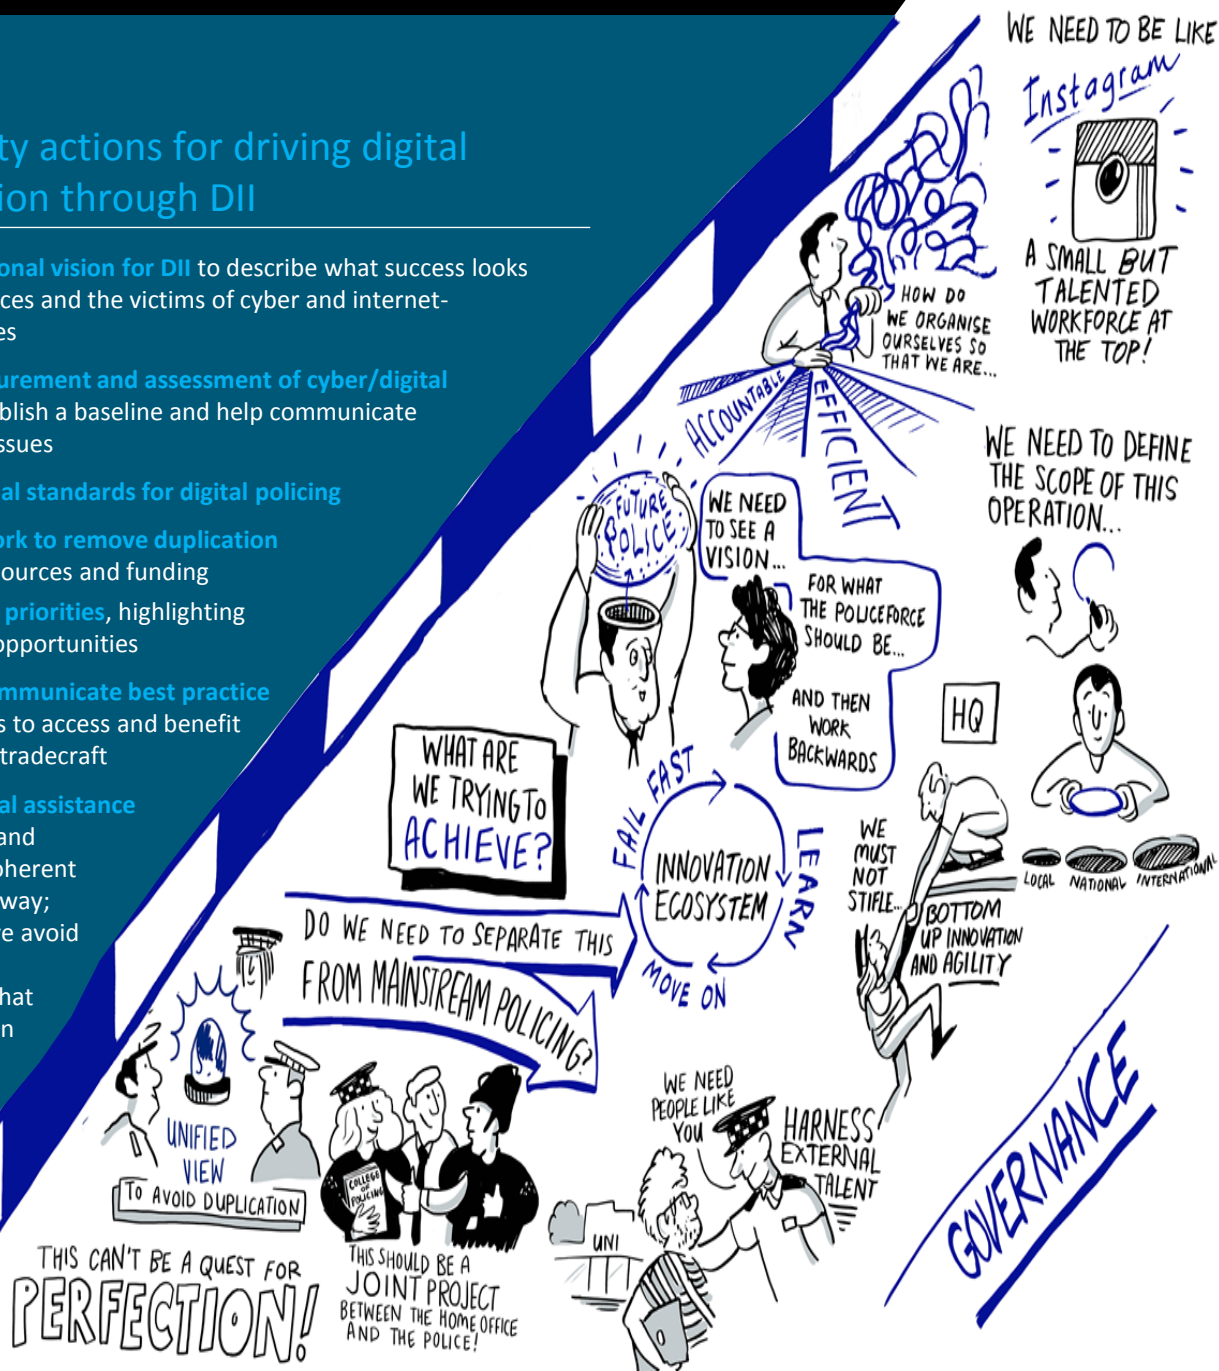 ty actions for driving digital
ion through DII
onal vision for DII to describe what success looks
ces and the victims of cyber and internet-
es
urement and assessment of cyber/digital
blish a baseline and help communicate
ssues
al standards for digital policing
ork to remove duplication
sources and funding
priorities, highlighting
opportunities
ommunicate best practice
s to access and benefit
tradecraft
al assistance
and
oherent
way;
re avoid
hat
n
WE NEED TO BE LIKE
Instagram
A SMALL BUT
TALENTED
WORKFORCE AT
THE TOP!
HOW DO
WE ORGANISE
OURSELVES SO
THAT WE ARE...
ACCOUNTABLE
EFFICIENT
WE NEED TO DEFINE
THE SCOPE OF THIS
OPERATION...
FUTURE
POLICE
WE NEED
TO SEE A
VISION...
FOR WHAT
THE POLICEFORCE
SHOULD BE...
AND THEN
WORK
BACKWARDS
HQ
LOCAL
NATIONAL
INTERNATIONAL
WHAT ARE
WE TRYING TO
ACHIEVE?
FAIL FAST
LEARN
MOVE ON
INNOVATION
ECOSYSTEM
WE
MUST
NOT
STIFLE...
BOTTOM
UP INNOVATION
AND AGILITY
DO WE NEED TO SEPARATE THIS
FROM MAINSTREAM POLICING?
UNIFIED
VIEW
TO AVOID DUPLICATION
COLLEGE
OF
POLICING
THIS SHOULD BE A
JOINT PROJECT
BETWEEN THE HOME OFFICE
AND THE POLICE!
WE NEED
PEOPLE LIKE
YOU
HARNESS
EXTERNAL
TALENT
UNI
GOVERNANCE
THIS CAN'T BE A QUEST FOR
PERFECTION!